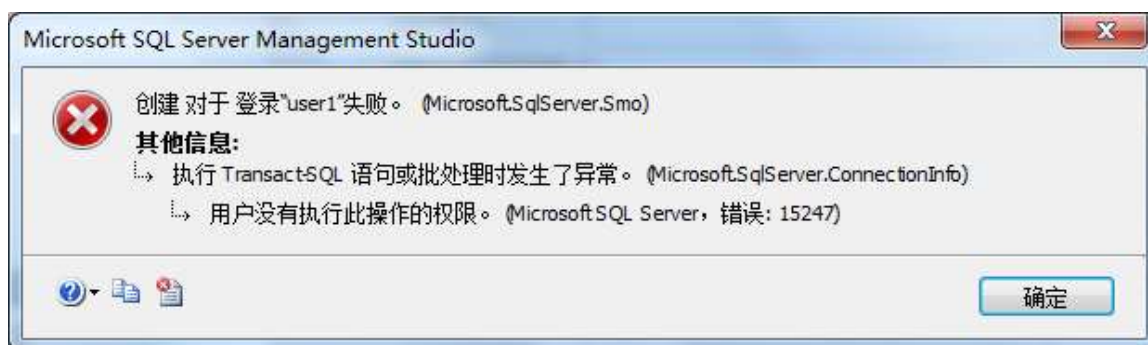 Microsoft SQL Server Management Studio
创建 对于 登录"user1"失败。 (Microsoft.SqlServer.Smo)
其他信息:
执行 Transact-SQL 语句或批处理时发生了异常。 (Microsoft.SqlServer.ConnectionInfo)
用户没有执行此操作的权限。 (Microsoft SQL Server，错误: 15247)
确定